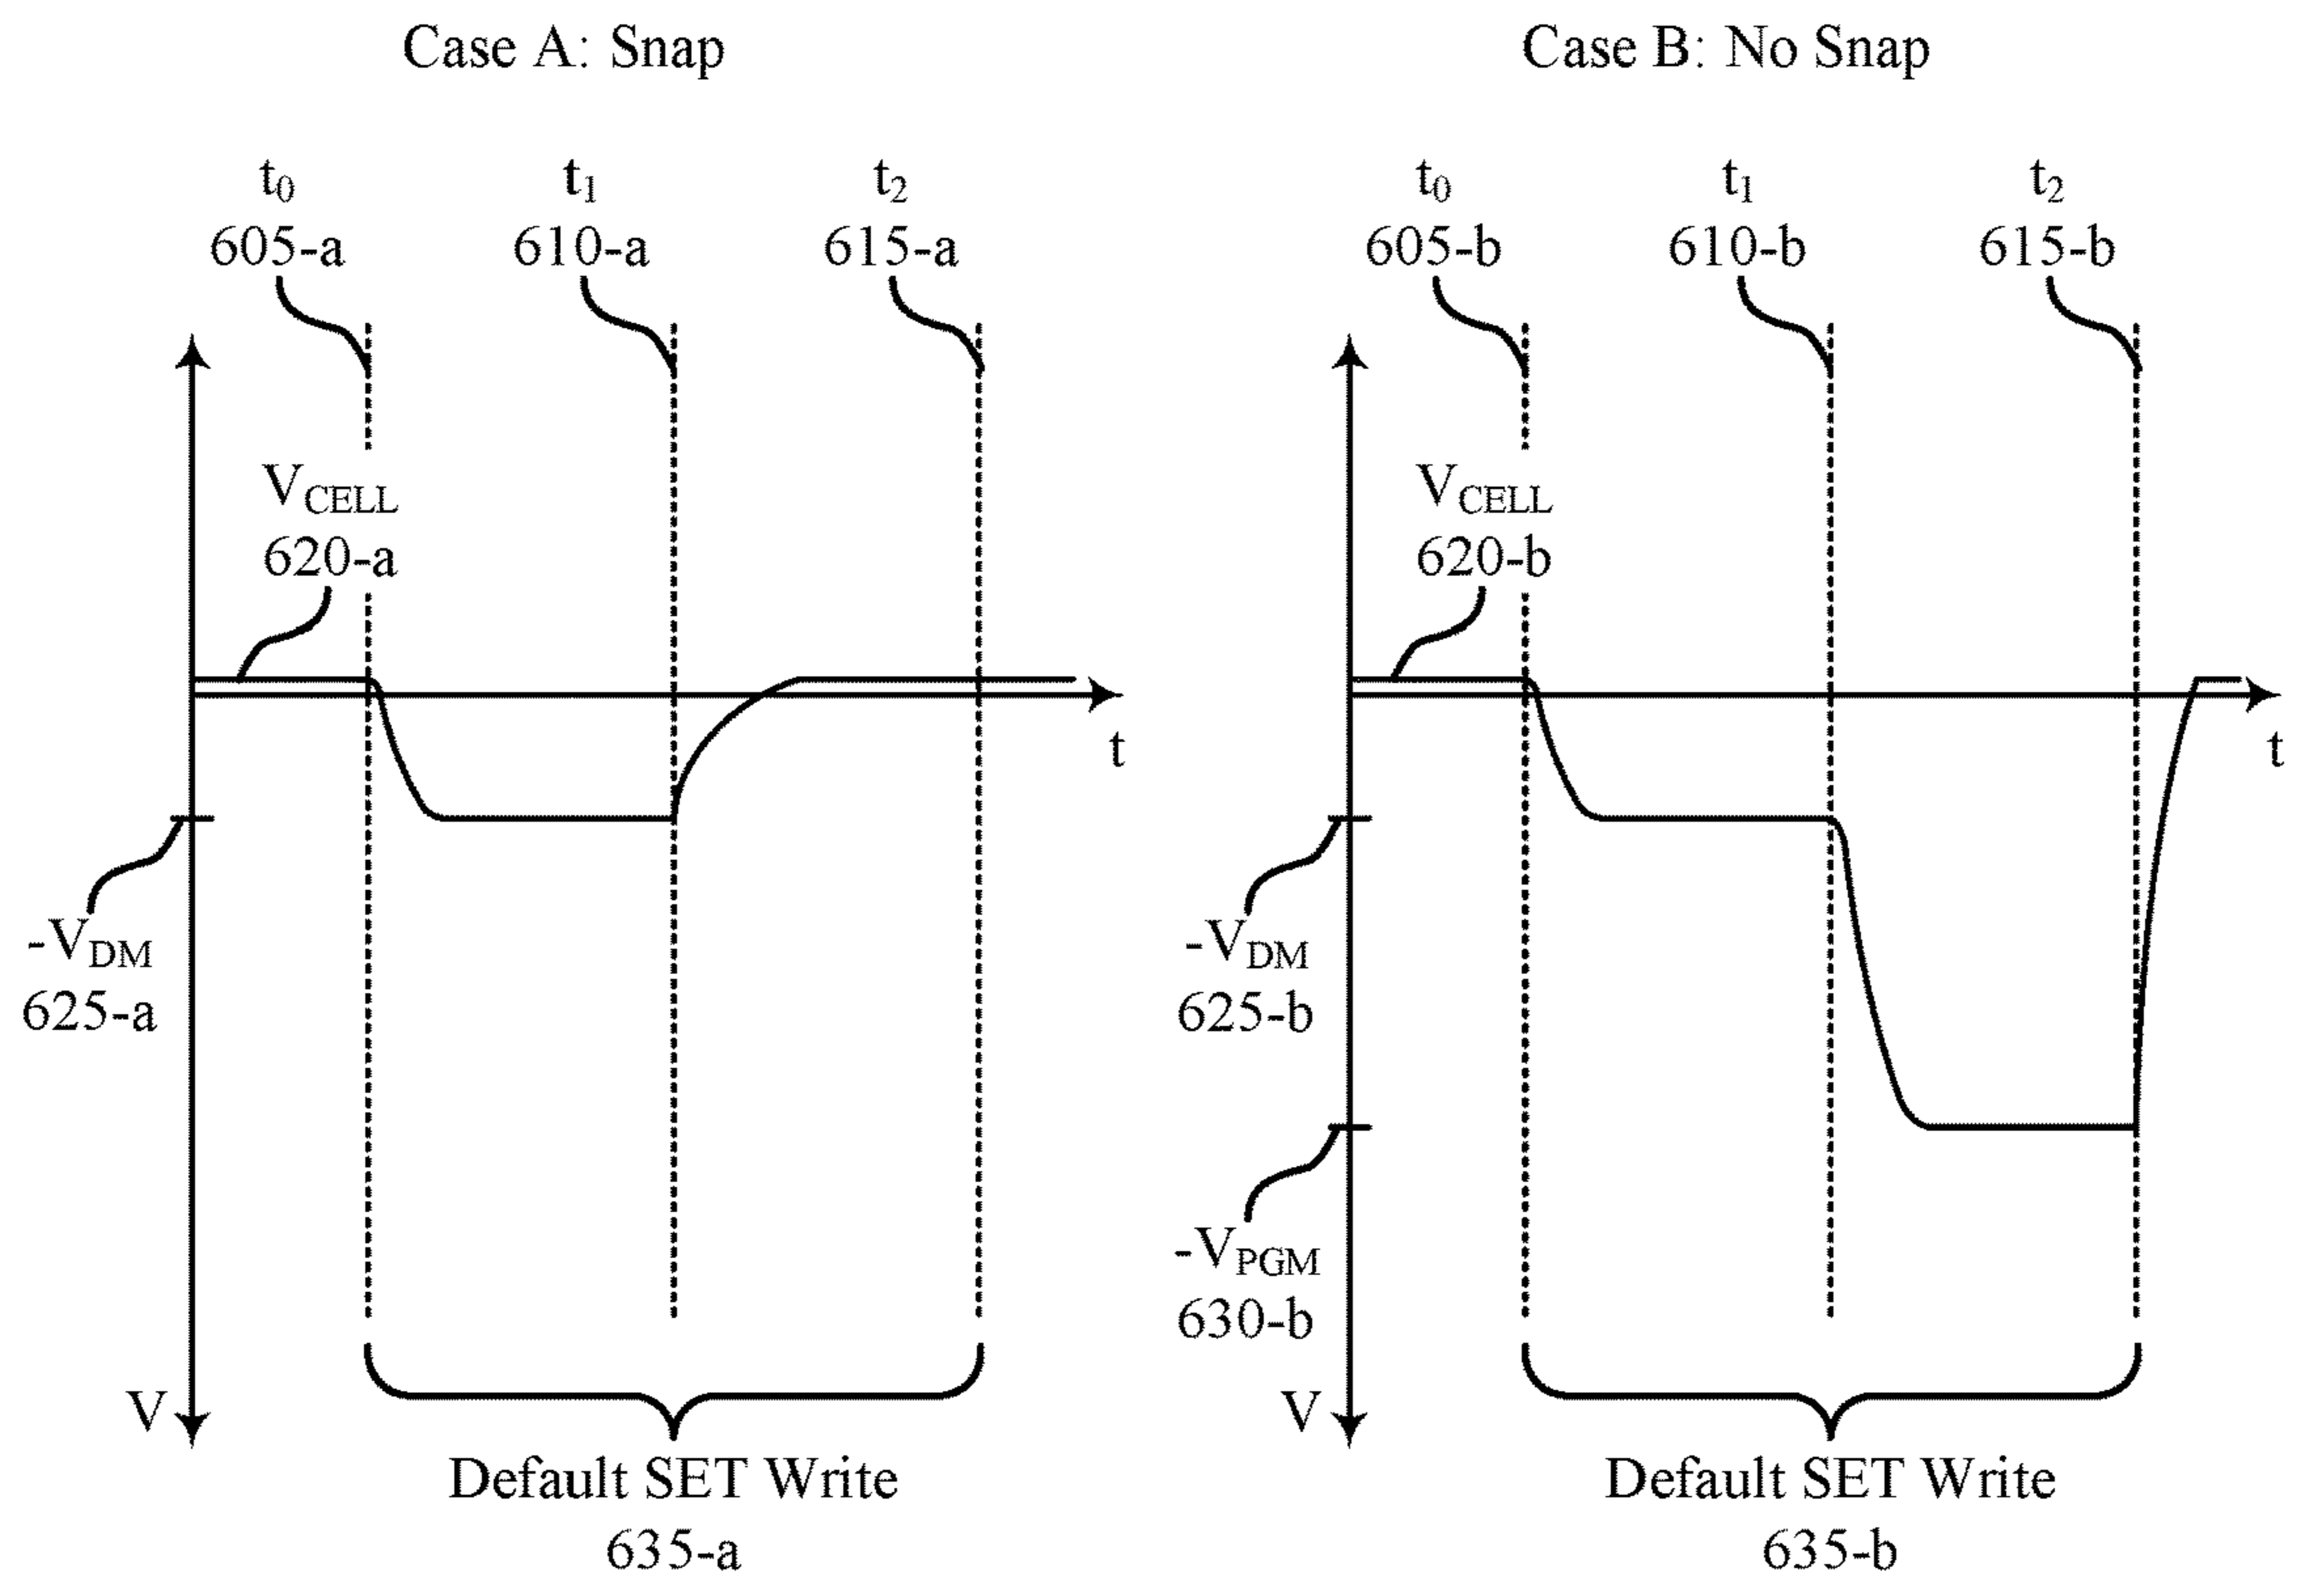 Case A: Snap
t0
605-a
t1
610-a
t2
615-a
VCELL
620-a
t
-VDM
625-a
V
Default SET Write
635-a
Case B: No Snap
t0
605-b
t1
610-b
t2
615-b
VCELL
620-b
t
-VDM
625-b
-VPGM
630-b
V
Default SET Write
635-b